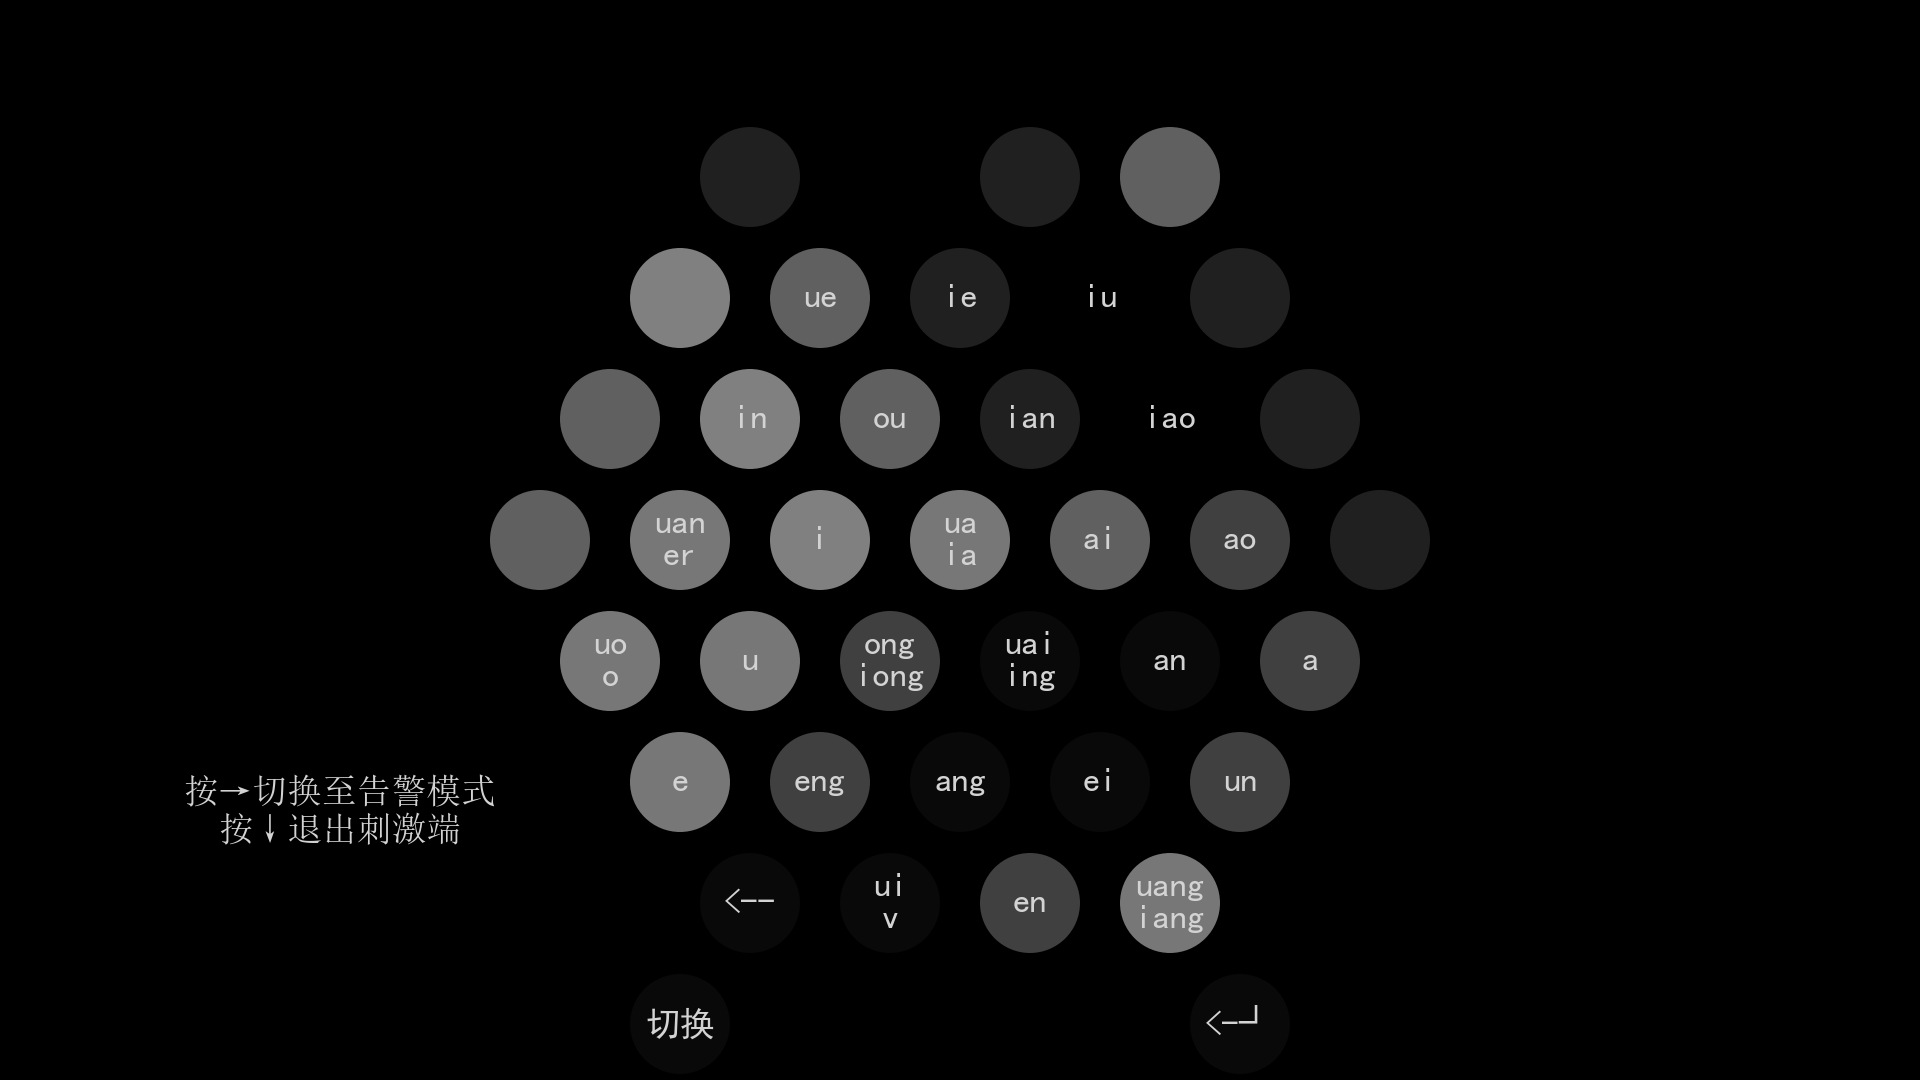 ue
ie
iu
in
ou
ian
iao
uan
er
i
ua
ia
ai
ao
uo
o
u
ong
iong
uai
ing
an
a
e
eng
ang
ei
un
按→切换至告警模式
按↓退出刺激端
<--
ui
v
en
uang
iang
切换
<-┘